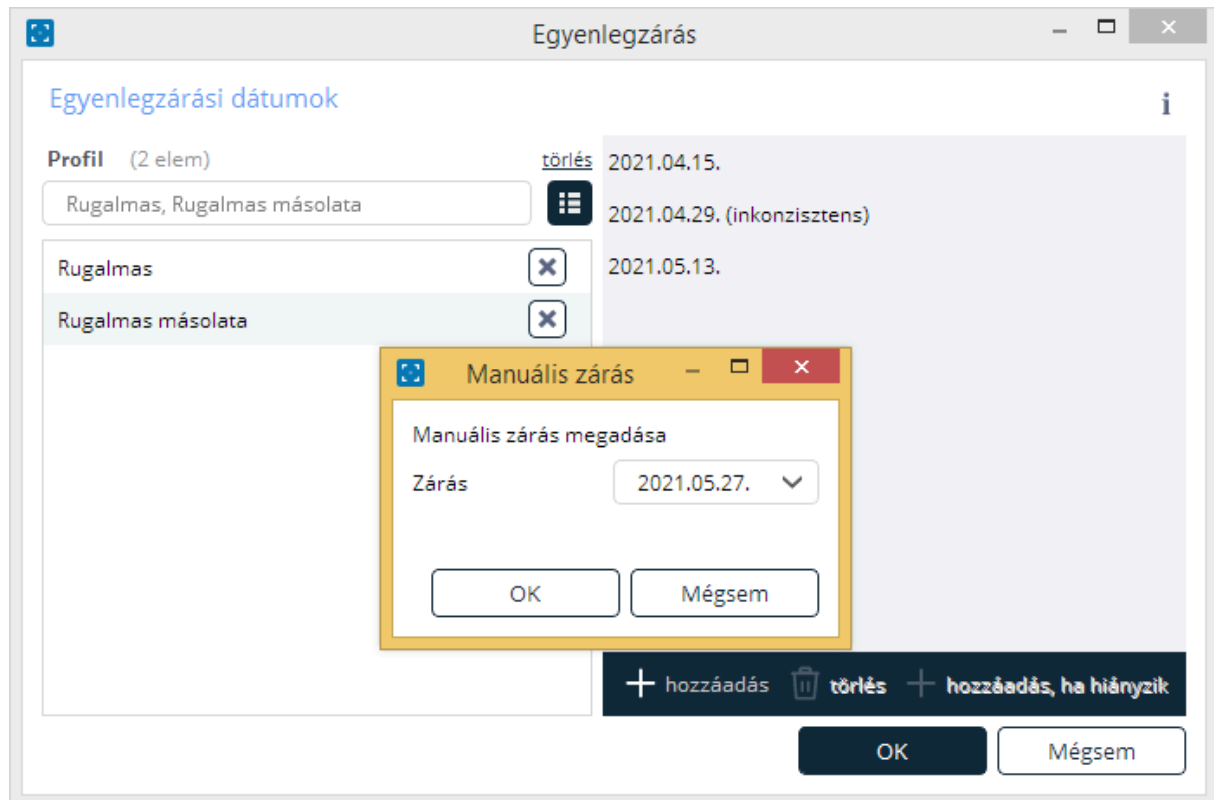 Egyenlegzárás
Egyenlegzárási dátumok
i
Profil (2 elem) törlés
Rugalmas, Rugalmas másolata
Rugalmas
Rugalmas másolata
2021.04.15.
2021.04.29. (inkonzisztens)
2021.05.13.
Manuális zárás
Manuális zárás megadása
Zárás 2021.05.27.
OK Mégsem
hozzáadás törlés hozzáadás, ha hiányzik
OK Mégsem